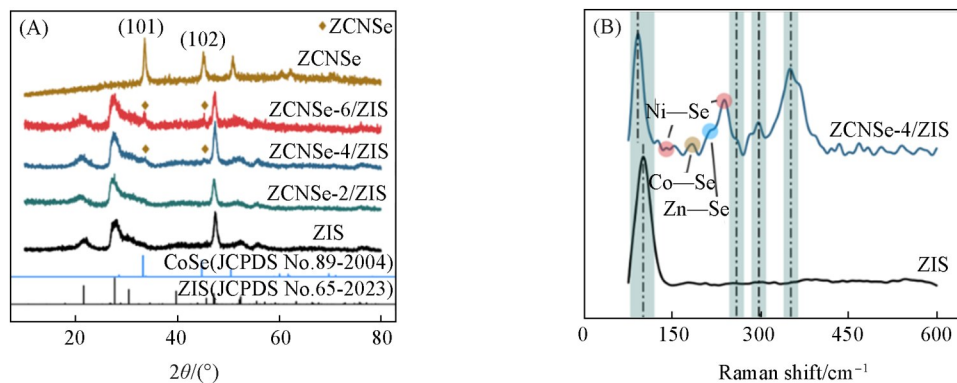 (A)
◆ZCNSe
(101)
(102)
ZCNSe
ZCNSe-6/ZIS
ZCNSe-4/ZIS
ZCNSe-2/ZIS
ZIS
CoSe(JCPDS No.89-2004)
ZIS(JCPDS No.65-2023)
20 40 60 80
2θ/(°)
(B)
Ni—Se
ZCNSe-4/ZIS
Co—Se
Zn—Se
ZIS
0 150 300 450 600
Raman shift/cm⁻¹